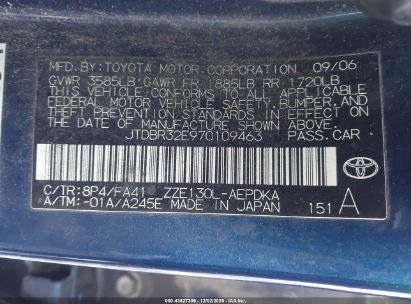 MFD. BY: TOYOTA MOTOR CORPORATION 09/06
GVWR 3585LB GAWR FR 1885LB RR 1720LB
THIS VEHICLE CONFORMS TO ALL APPLICABLE
FEDERAL MOTOR VEHICLE SAFETY, BUMPER, AND
THEFT PREVENTION STANDARDS IN EFFECT ON
THE DATE OF MANUFACTURE SHOWN ABOVE.
JTDBR32E970109463 PASS. CAR
C/TR: 8P4/FA41 ZZE130L-AEPDKA
A/TM: -01A/A245E MADE IN JAPAN 151 A